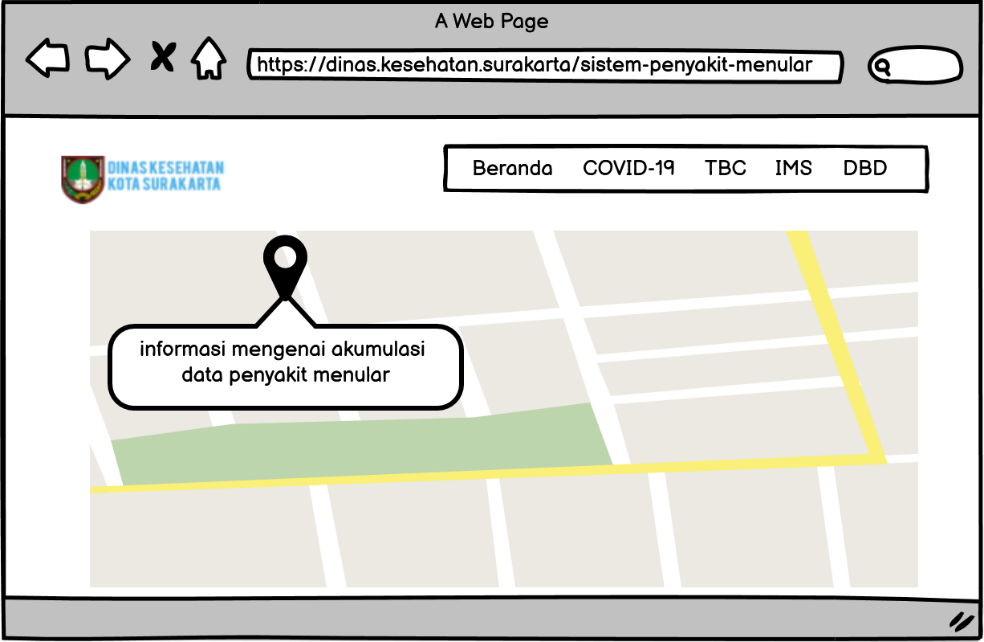 A Web Page
https://dinas.kesehatan.surakarta/sistem-penyakit-menular
DINAS KESEHATAN
KOTA SURAKARTA
Beranda COVID-19 TBC IMS DBD
informasi mengenai akumulasi
data penyakit menular